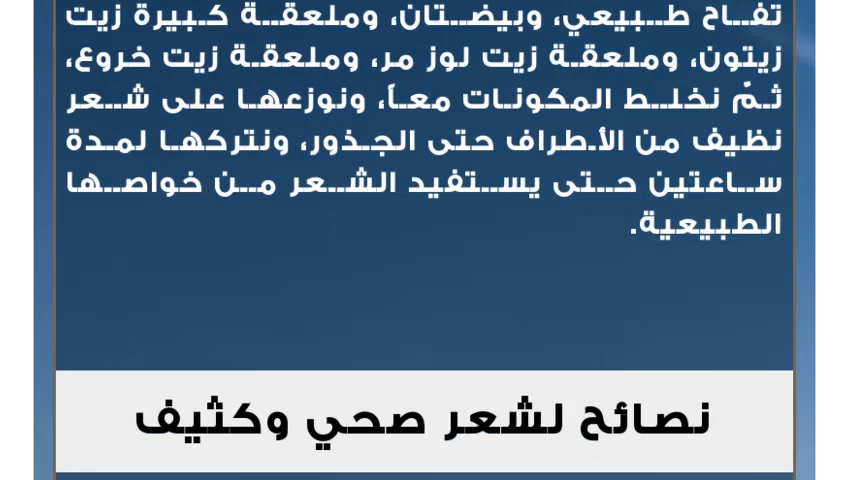 تفاح طبيعي، وبيضتان، وملعقة كبيرة زيت
زيتون، وملعقة زيت لوز مر، وملعقة زيت خروع،
ثمّ نخلط المكونات معاً، ونوزعها على شعر
نظيف من الأطراف حتى الجذور، ونتركها لمدة
ساعتين حتى يستفيد الشعر من خواصها
الطبيعية.
نصائح لشعر صحي وكثيف